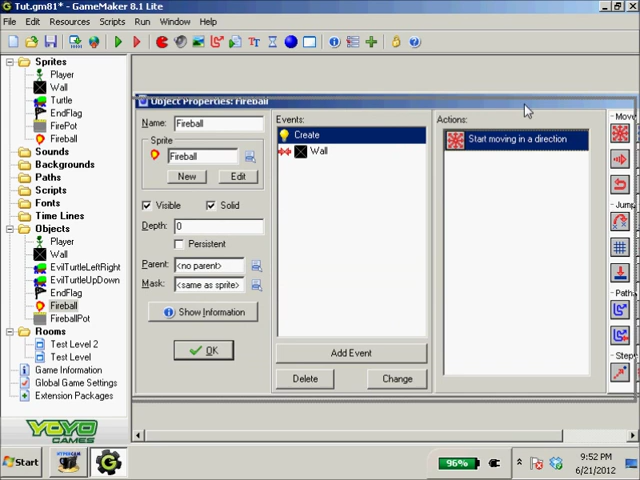 Tut.gm81* - GameMaker 8.1 Lite
File Edit Resources Scripts Run Window Help
Sprites
Player
Wall
Turtle
EndFlag
FirePot
Fireball
Sounds
Backgrounds
Paths
Scripts
Fonts
Time Lines
Objects
Player
Wall
EvilTurtleLeftRight
EvilTurtleUpDown
EndFlag
Fireball
FireballPot
Rooms
Test Level 2
Test Level
Game Information
Global Game Settings
Extension Packages
YOYO
GAMES
Object Properties: Fireball
Name: Fireball
Sprite
Fireball
New Edit
Visible Solid
Depth: 0
Persistent
Parent: <no parent>
Mask: <same as sprite>
Show Information
OK
Events:
Create
Wall
Add Event
Delete Change
Actions:
Start moving in a direction
Move
Jump
Paths
Steps
Start
HYPERCAM
96%
9:52 PM
6/21/2012